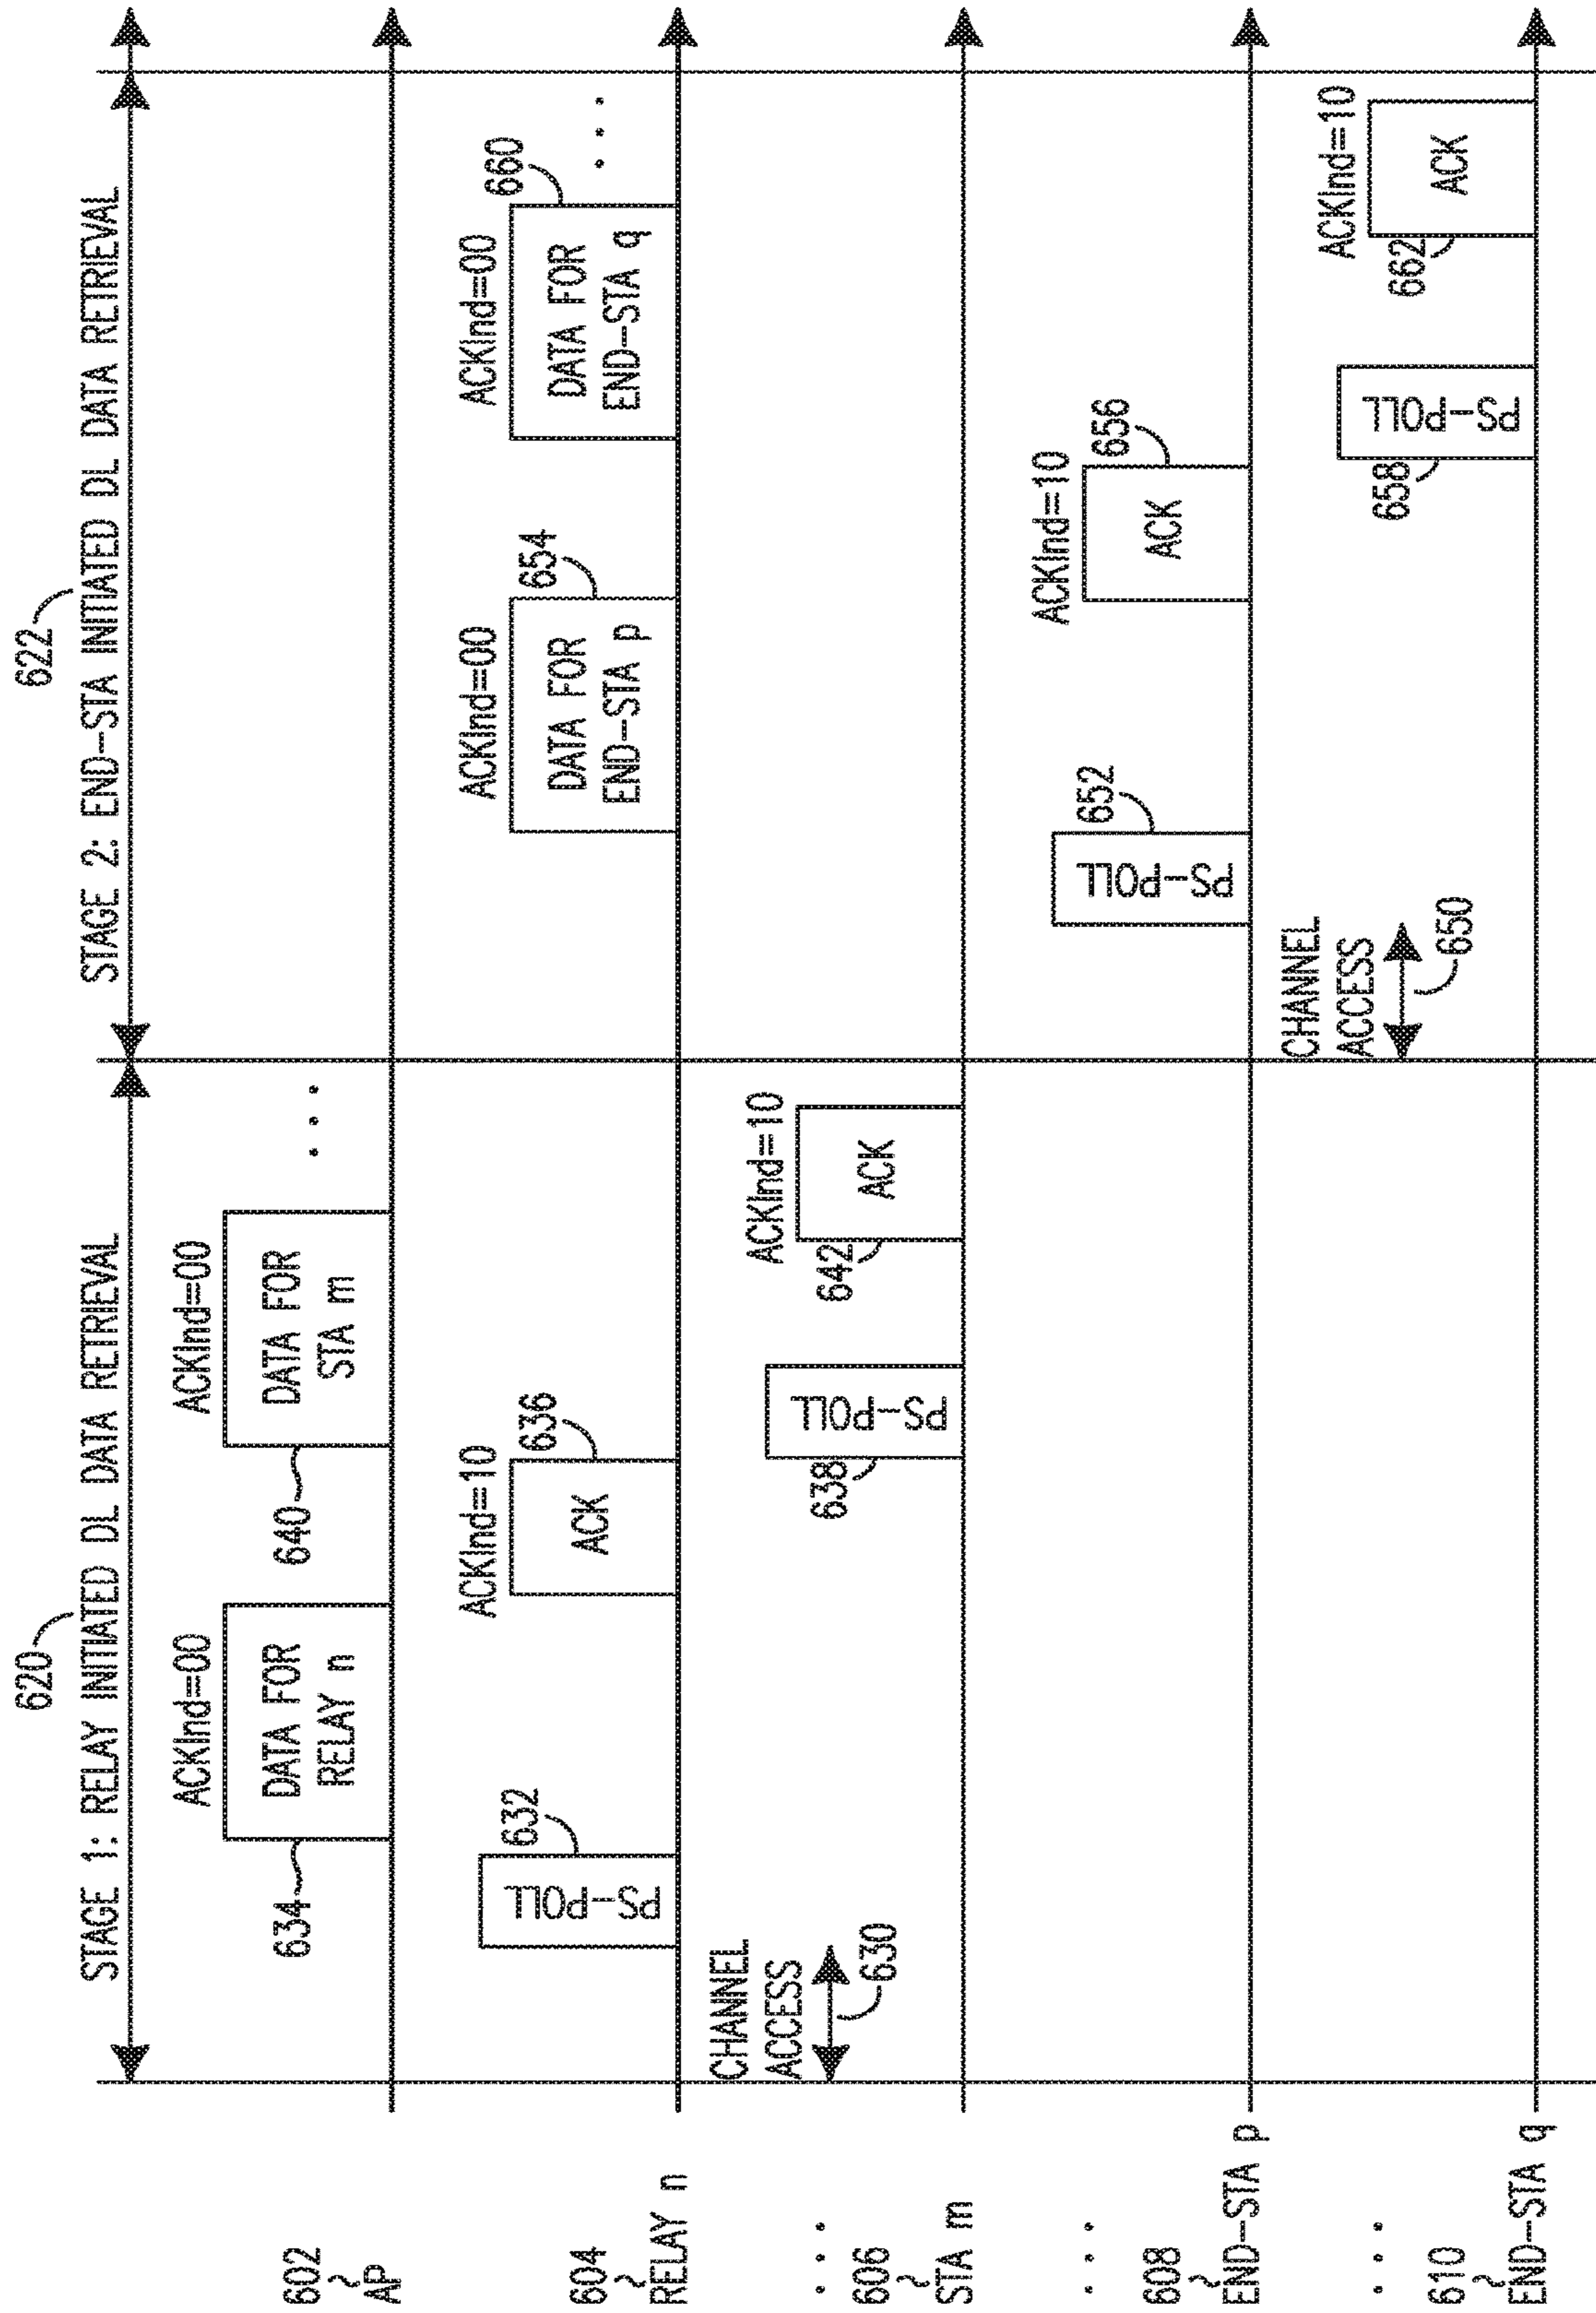 622
620
STAGE 1: RELAY INITIATED DL DATA RETRIEVAL
STAGE 2: END-STA INITIATED DL DATA RETRIEVAL
602
AP
634
ACKInd=00
DATA FOR
RELAY n
640
ACKInd=00
DATA FOR
STA m
. . .
604
RELAY n
PS-POLL
632
ACKInd=10
ACK
636
ACKInd=00
DATA FOR
END-STA p
654
ACKInd=00
DATA FOR
END-STA q
660
. . .
CHANNEL
ACCESS
630
. . .
606
STA m
638
PS-POLL
642
ACKInd=10
ACK
. . .
608
END-STA p
PS-POLL
652
ACKInd=10
ACK
656
CHANNEL
ACCESS
650
. . .
610
END-STA q
658
PS-POLL
662
ACKInd=10
ACK